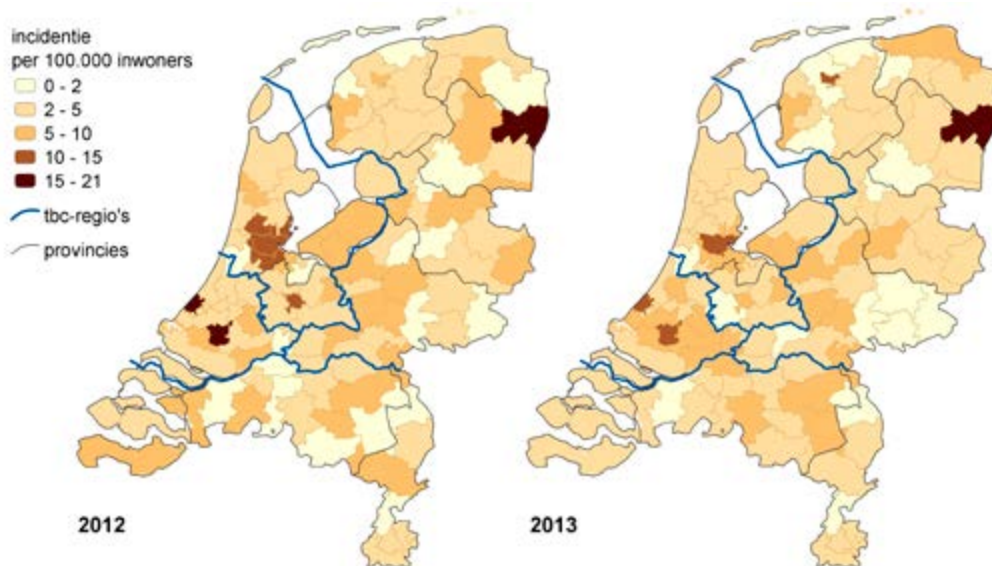 incidentie
per 100.000 inwoners
0 - 2
2 - 5
5 - 10
10 - 15
15 - 21
tbc-regio's
provincies
2012
2013